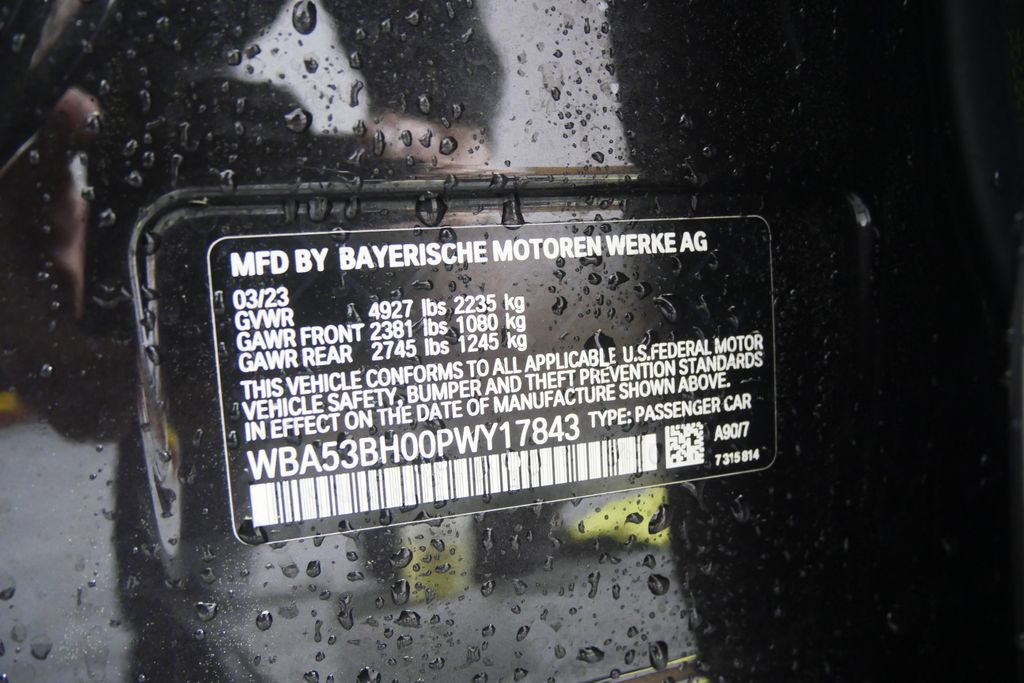 MFD BY BAYERISCHE MOTOREN WERKE AG
03/23
GVWR 4927 lbs 2235 kg
GAWR FRONT 2381 lbs 1080 kg
GAWR REAR 2745 lbs 1245 kg
THIS VEHICLE CONFORMS TO ALL APPLICABLE U.S.FEDERAL MOTOR
VEHICLE SAFETY, BUMPER AND THEFT PREVENTION STANDARDS
IN EFFECT ON THE DATE OF MANUFACTURE SHOWN ABOVE.
WBA53BH00PWY17843 TYPE: PASSENGER CAR
A90/7
7 315 814